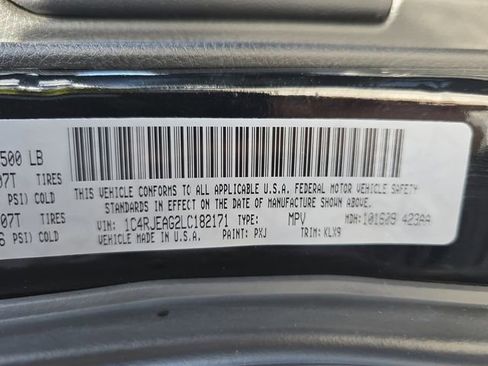 500 LB
07T TIRES
PSI) COLD
07T TIRES
PSI) COLD
THIS VEHICLE CONFORMS TO ALL APPLICABLE U.S.A. FEDERAL MOTOR VEHICLE SAFETY
STANDARDS IN EFFECT ON THE DATE OF MANUFACTURE SHOWN ABOVE.
VIN: 1C4RJEAG2LC182171 TYPE: MPV MDH: 101609 423AA
VEHICLE MADE IN U.S.A. PAINT: PXJ TRIM: KLX9